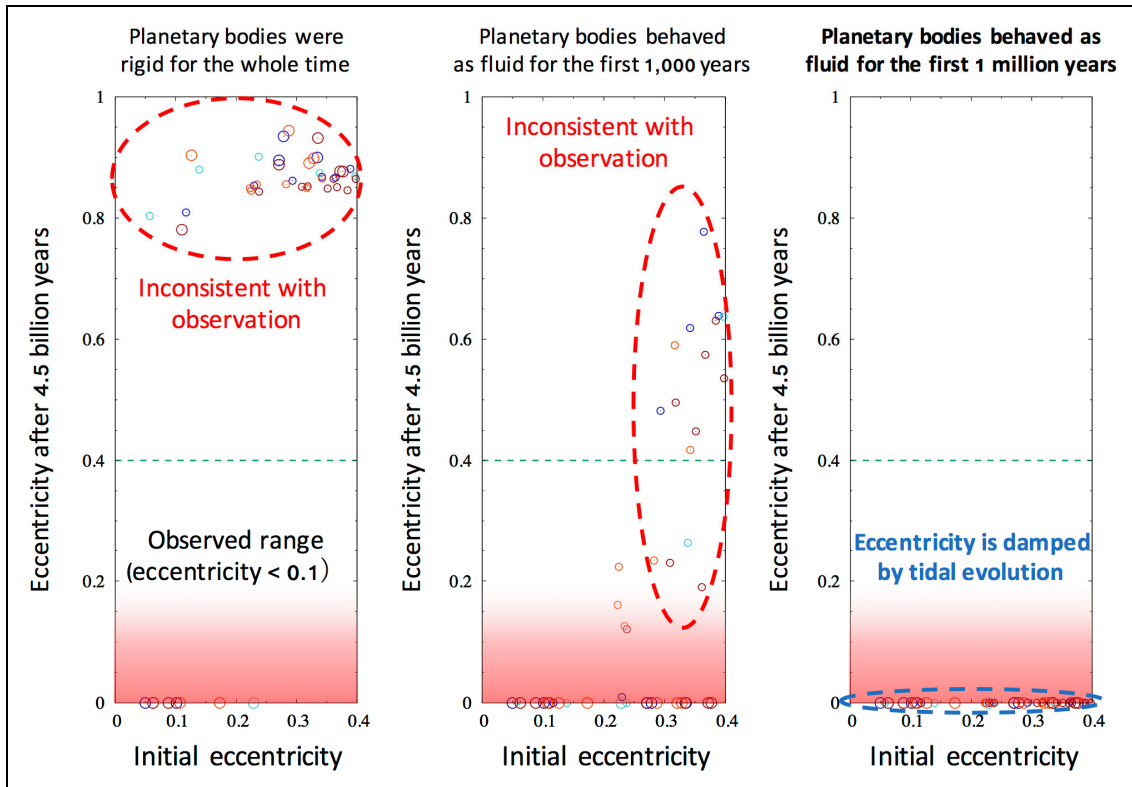 Planetary bodies were
rigid for the whole time
1
0.8
0.6
0.4
0.2
0
0
0.1
0.2
0.3
0.4
Eccentricity after 4.5 billion years
Initial eccentricity
Inconsistent with
observation
Observed range
(eccentricity < 0.1)
Planetary bodies behaved
as fluid for the first 1,000 years
1
0.8
0.6
0.4
0.2
0
0
0.1
0.2
0.3
0.4
Eccentricity after 4.5 billion years
Initial eccentricity
Inconsistent with
observation
Planetary bodies behaved as
fluid for the first 1 million years
1
0.8
0.6
0.4
0.2
0
0
0.1
0.2
0.3
0.4
Eccentricity after 4.5 billion years
Initial eccentricity
Eccentricity is damped
by tidal evolution